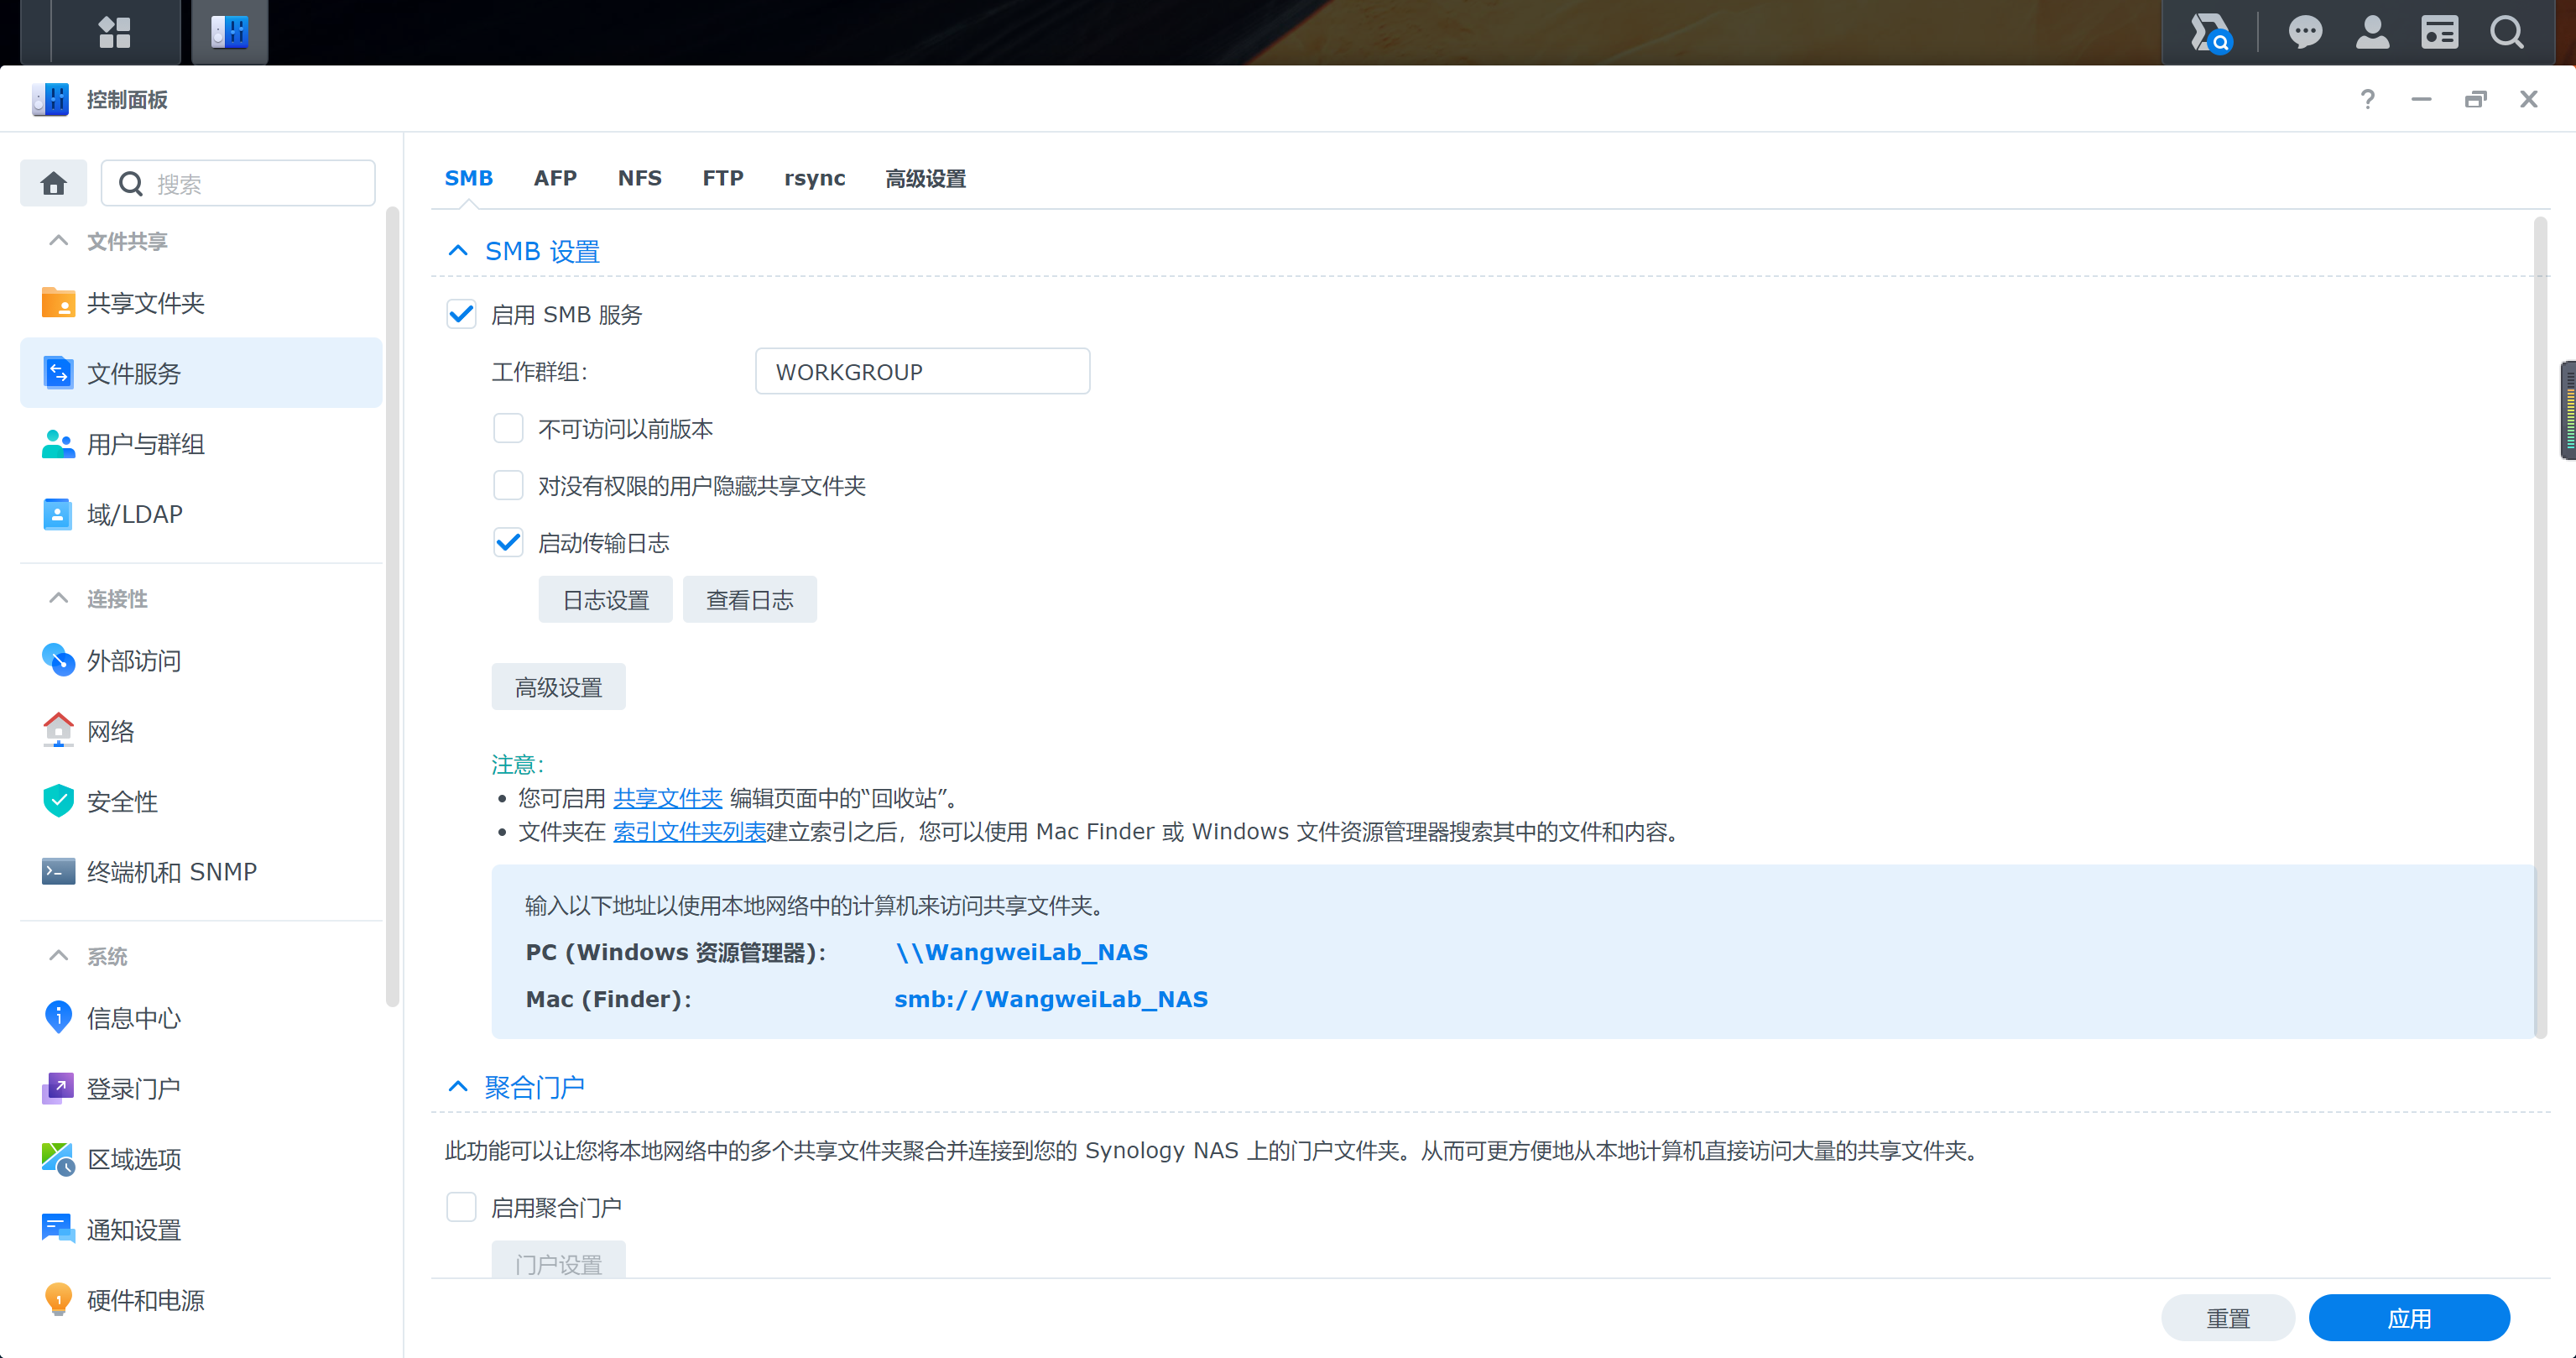 控制面板
搜索
文件共享
共享文件夹
文件服务
用户与群组
域/LDAP
连接性
外部访问
网络
安全性
终端机和 SNMP
系统
信息中心
登录门户
区域选项
通知设置
硬件和电源
SMB AFP NFS FTP rsync 高级设置
SMB 设置
启用 SMB 服务
工作群组： WORKGROUP
不可访问以前版本
对没有权限的用户隐藏共享文件夹
启动传输日志
日志设置 查看日志
高级设置
注意：
• 您可启用 共享文件夹 编辑页面中的“回收站”。
• 文件夹在 索引文件夹列表建立索引之后，您可以使用 Mac Finder 或 Windows 文件资源管理器搜索其中的文件和内容。
输入以下地址以使用本地网络中的计算机来访问共享文件夹。
PC (Windows 资源管理器)： \\WangweiLab_NAS
Mac (Finder)： smb://WangweiLab_NAS
聚合门户
此功能可以让您将本地网络中的多个共享文件夹聚合并连接到您的 Synology NAS 上的门户文件夹。从而可更方便地从本地计算机直接访问大量的共享文件夹。
启用聚合门户
门户设置
重置 应用